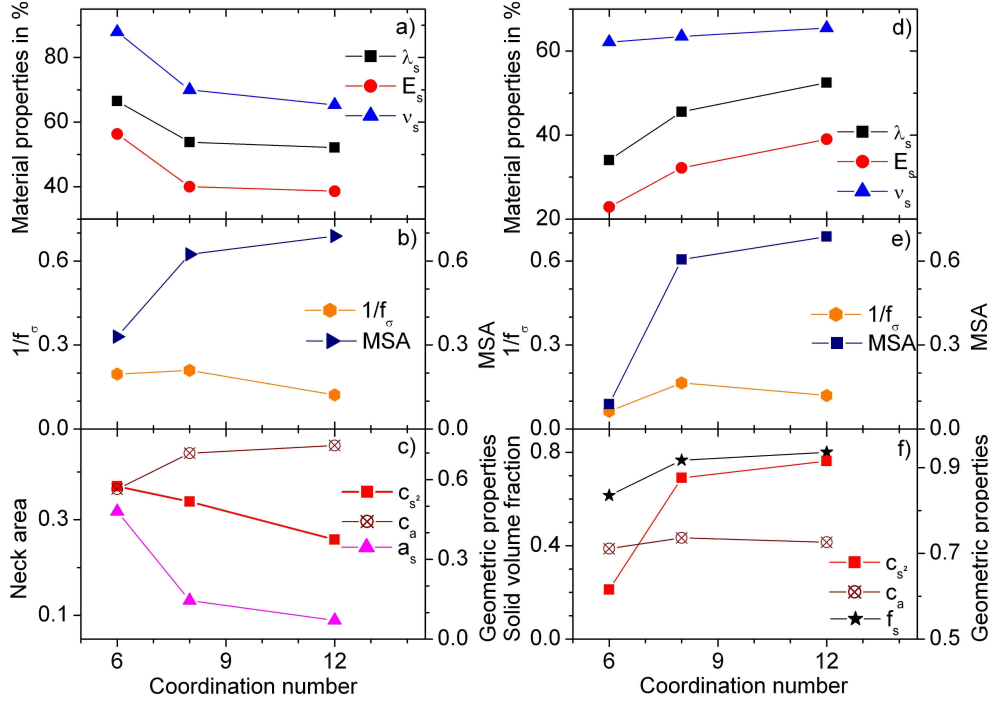 a)
Material properties in %
80
60
40
λs
Es
νs
b)
1/fσ
0.6
0.3
0.0
1/fσ
MSA
0.6
0.3
0.0
MSA
c)
Neck area
0.3
0.1
cs²
ca
as
0.6
0.3
0.0
Geometric properties
6
9
12
Coordination number
d)
Material properties in %
60
40
20
λs
Es
νs
e)
1/fσ
0.6
0.3
0.0
1/fσ
MSA
0.6
0.3
0.0
MSA
f)
Solid volume fraction
0.8
0.4
0.0
cs²
ca
fs
0.9
0.7
0.5
Geometric properties
6
9
12
Coordination number